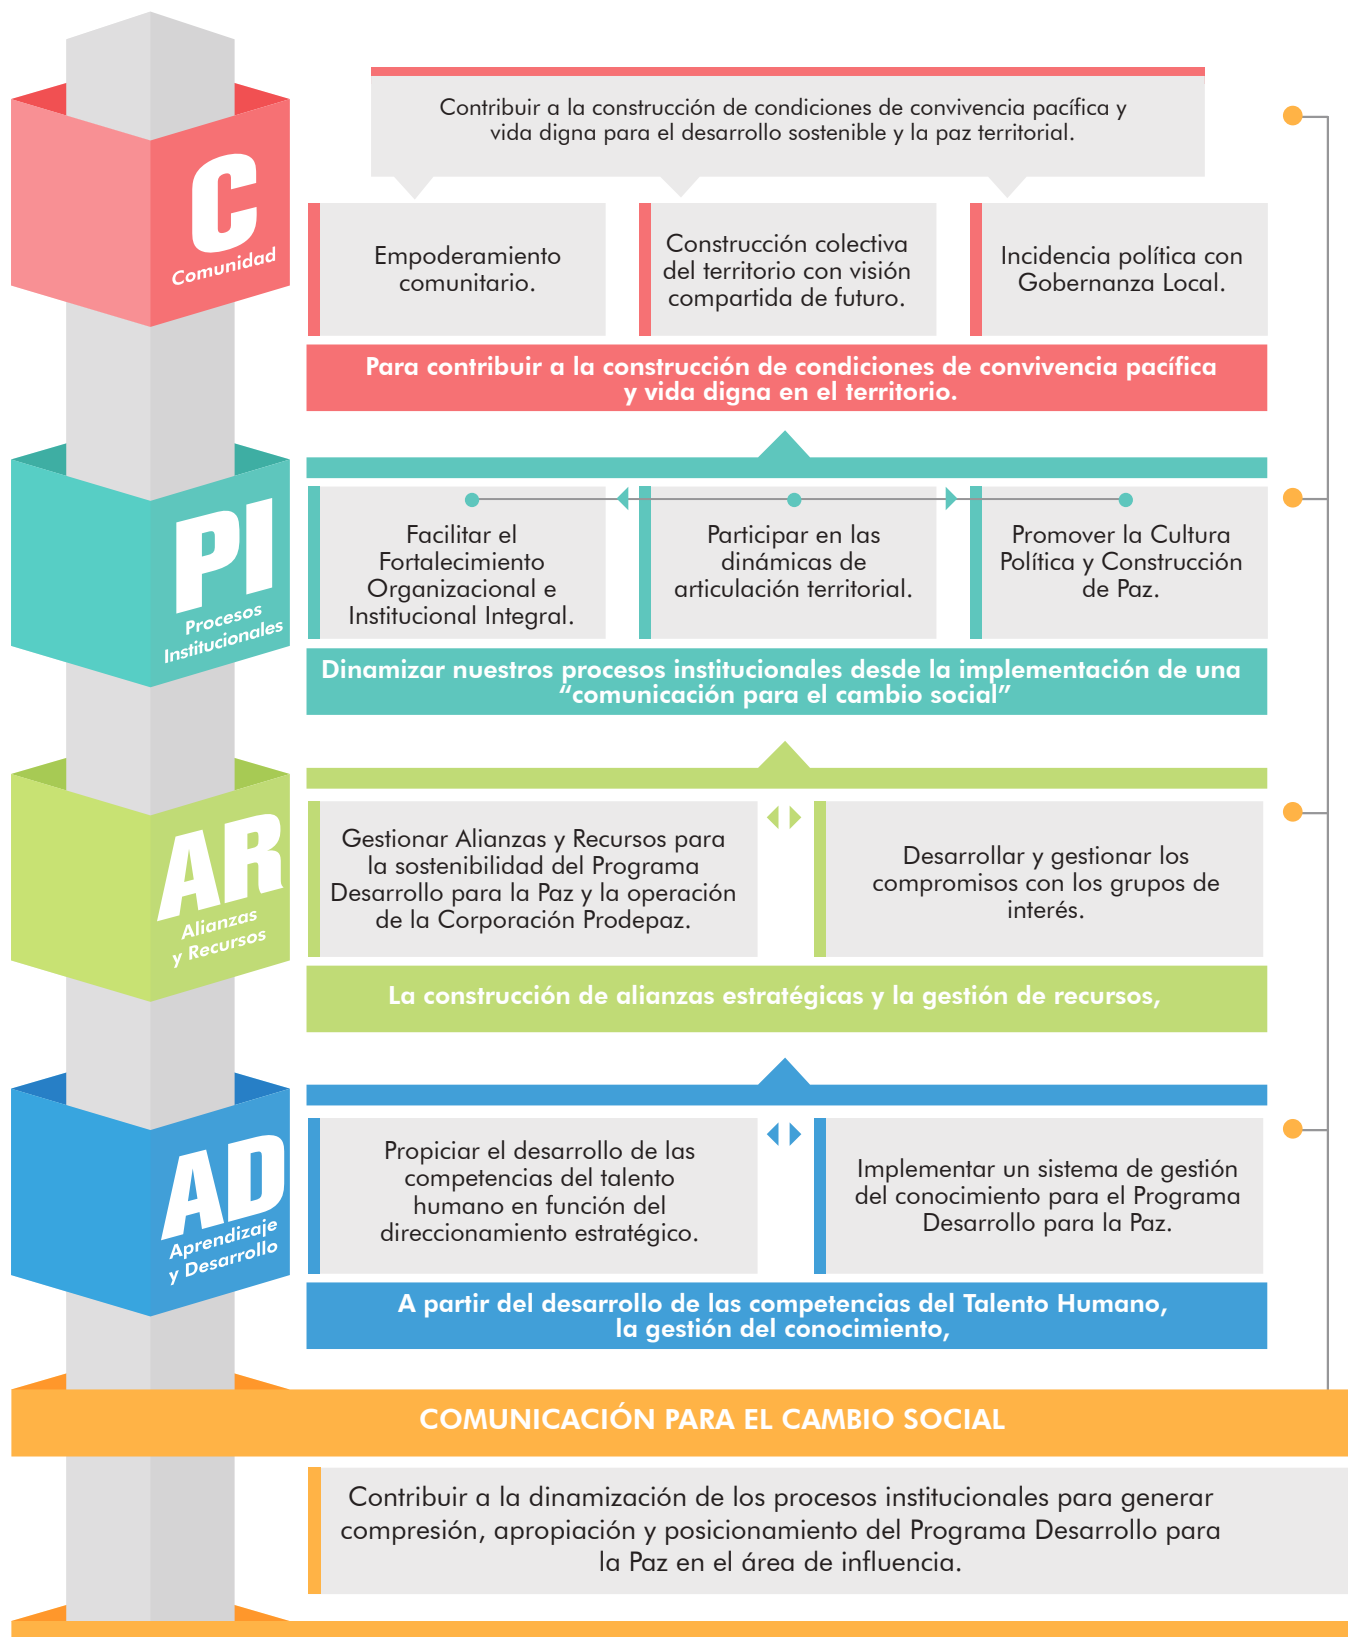 Contribuir a la construcción de condiciones de convivencia pacífica y
vida digna para el desarrollo sostenible y la paz territorial.
C
Comunidad
Empoderamiento
comunitario.
Construcción colectiva
del territorio con visión
compartida de futuro.
Incidencia política con
Gobernanza Local.
Para contribuir a la construcción de condiciones de convivencia pacífica
y vida digna en el territorio.
PI
Procesos
Institucionales
Facilitar el
Fortalecimiento
Organizacional e
Institucional Integral.
Participar en las
dinámicas de
articulación territorial.
Promover la Cultura
Política y Construcción
de Paz.
Dinamizar nuestros procesos institucionales desde la implementación de una
“comunicación para el cambio social”
AR
Alianzas
y Recursos
Gestionar Alianzas y Recursos para
la sostenibilidad del Programa
Desarrollo para la Paz y la operación
de la Corporación Prodepaz.
Desarrollar y gestionar los
compromisos con los grupos de
interés.
La construcción de alianzas estratégicas y la gestión de recursos,
AD
Aprendizaje
y Desarrollo
Propiciar el desarrollo de las
competencias del talento
humano en función del
direccionamiento estratégico.
Implementar un sistema de gestión
del conocimiento para el Programa
Desarrollo para la Paz.
A partir del desarrollo de las competencias del Talento Humano,
la gestión del conocimiento,
COMUNICACIÓN PARA EL CAMBIO SOCIAL
Contribuir a la dinamización de los procesos institucionales para generar
compresión, apropiación y posicionamiento del Programa Desarrollo para
la Paz en el área de influencia.